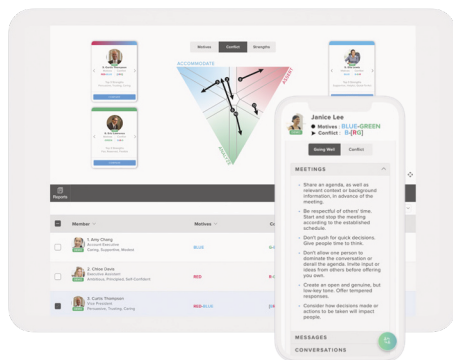 Motives
Conflict
Strengths
ACCOMMODATE
ASSERT
ANALYZE
Reports
Member
Motives
1. Amy Chang
Account Executive
Caring, Supportive, Modest
BLUE
2. Chloe Davis
Executive Assistant
Ambitious, Principled, Self-Confident
RED
3. Curtis Thompson
Vice President
Persuasive, Trusting, Caring
RED-BLUE
Janice Lee
Motives : BLUE-GREEN
Conflict : B-[RG]
Going Well
Conflict
MEETINGS
Share an agenda, as well as
relevant context or background
information, in advance of the
meeting.
Be respectful of others' time.
Start and stop the meeting
according to the established
schedule.
Don't push for quick decisions.
Give people time to think.
Don't allow one person to
dominate the conversation or
derail the agenda. Invite input or
ideas from others before offering
you own.
Create an open and genuine, but
low-key tone. Offer tempered
responses.
Consider how decisions made or
actions to be taken will impact
people.
MESSAGES
CONVERSATIONS